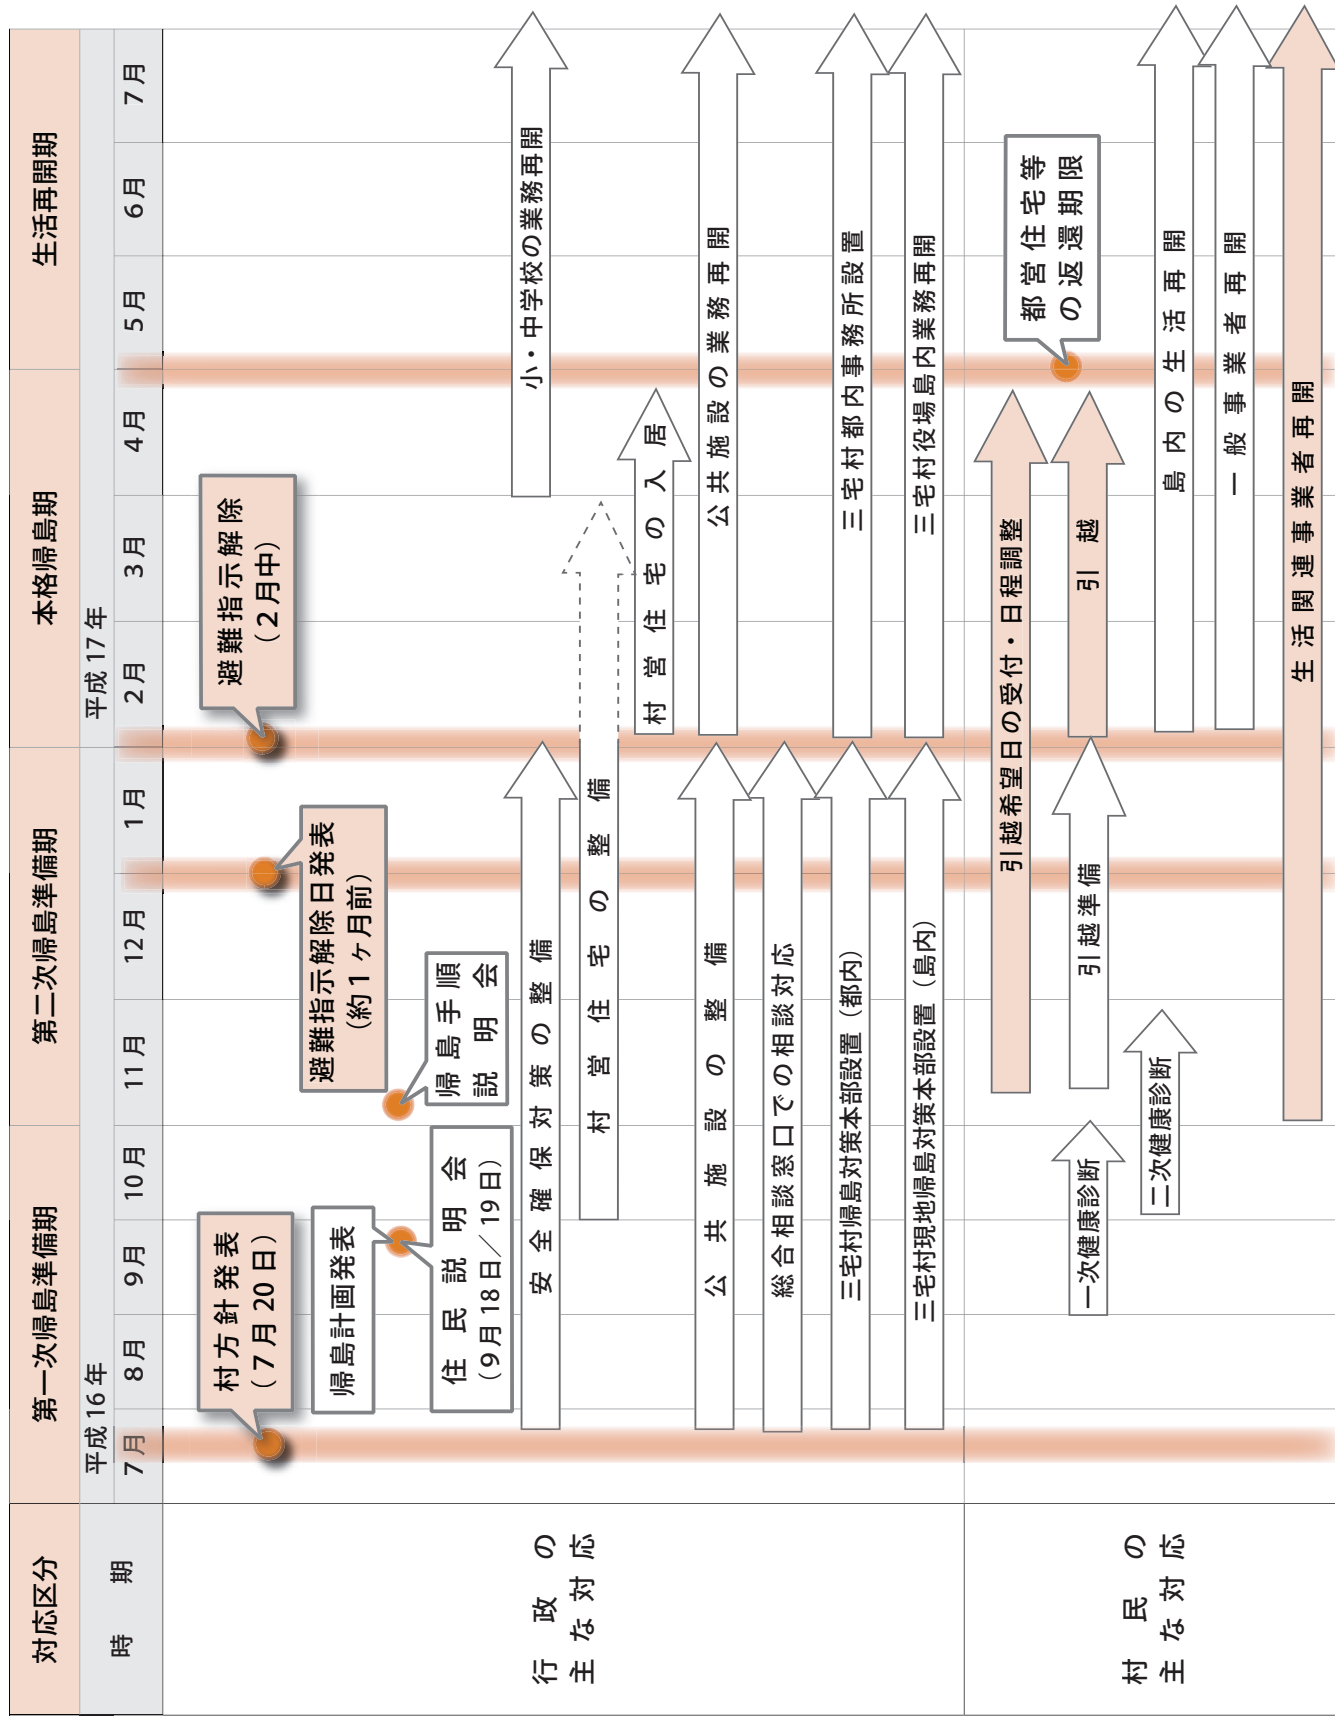 対応区分
第一次帰島準備期
第二次帰島準備期
本格帰島期
生活再開期
時期
平成16年
平成17年
7月
8月
9月
10月
11月
12月
1月
2月
3月
4月
5月
6月
7月
行政の
主な対応
村方針発表
(7月20日)
避難指示解除日発表
(約1ヶ月前)
避難指示解除
(2月中)
帰島計画発表
住民説明会
(9月18日/19日)
帰島手順
説明会
安全確保対策の整備
小・中学校の業務再開
村営住宅の整備
村営住宅の入居
公共施設の整備
公共施設の業務再開
総合相談窓口での相談対応
三宅村帰島対策本部設置(都内)
三宅村都内事務所設置
三宅村現地帰島対策本部設置(島内)
三宅村役場島内業務再開
村民の
主な対応
引越希望日の受付・日程調整
一次健康診断
引越準備
引越
都営住宅等
の返還期限
二次健康診断
島内の生活再開
一般事業者再開
生活関連事業者再開